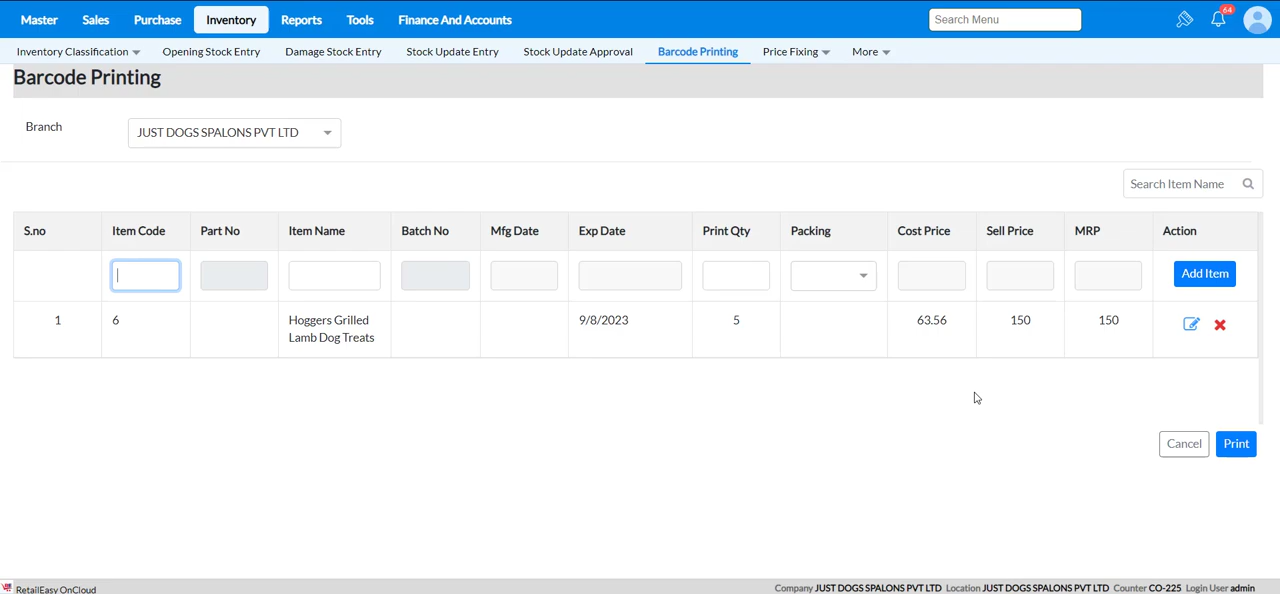 Master Sales Purchase Inventory Reports Tools Finance And Accounts Search Menu 64
Inventory Classification Opening Stock Entry Damage Stock Entry Stock Update Entry Stock Update Approval Barcode Printing Price Fixing More
Barcode Printing
Branch JUST DOGS SPALONS PVT LTD
Search Item Name
S.no Item Code Part No Item Name Batch No Mfg Date Exp Date Print Qty Packing Cost Price Sell Price MRP Action
Add Item
1 6 Hoggers Grilled 9/8/2023 5 63.56 150 150
Lamb Dog Treats
Cancel Print
RetailEasy OnCloud Company JUST DOGS SPALONS PVT LTD Location JUST DOGS SPALONS PVT LTD Counter CO-225 Login User admin